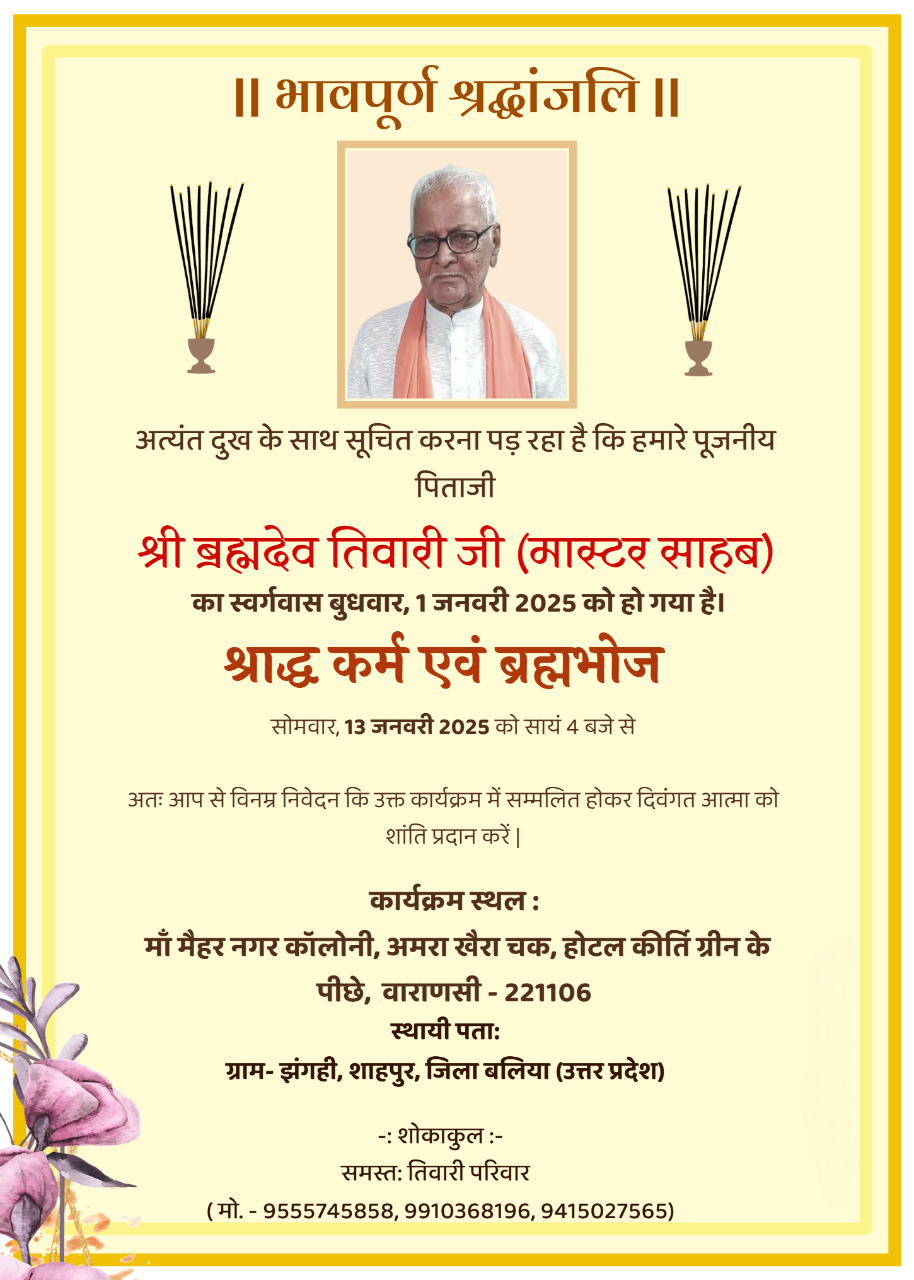 || भावपूर्ण श्रद्धांजलि ||
अत्यंत दुख के साथ सूचित करना पड़ रहा है कि हमारे पूजनीय
पिताजी
श्री ब्रह्मदेव तिवारी जी (मास्टर साहब)
का स्वर्गवास बुधवार, 1 जनवरी 2025 को हो गया है।
श्राद्ध कर्म एवं ब्रह्मभोज
सोमवार, 13 जनवरी 2025 को सायं 4 बजे से
अतः आप से विनम्र निवेदन कि उक्त कार्यक्रम में सम्मलित होकर दिवंगत आत्मा को
शांति प्रदान करें |
कार्यक्रम स्थल :
माँ मैहर नगर कॉलोनी, अमरा खैरा चक, होटल कीर्ति ग्रीन के
पीछे, वाराणसी - 221106
स्थायी पता:
ग्राम- झंगही, शाहपुर, जिला बलिया (उत्तर प्रदेश)
-: शोकाकुल :-
समस्त: तिवारी परिवार
( मो. - 9555745858, 9910368196, 9415027565)